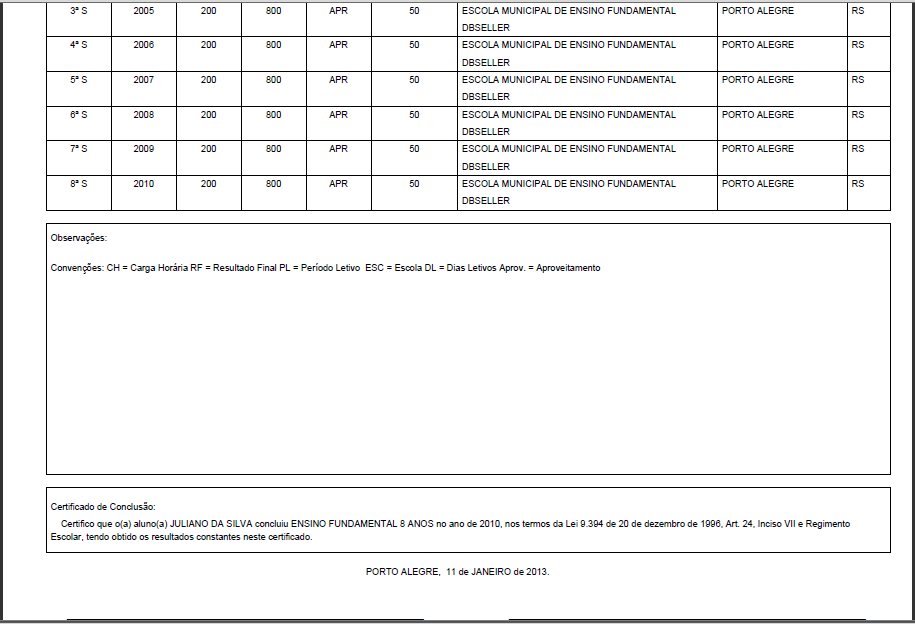 3ª S 2005 200 800 APR 50 ESCOLA MUNICIPAL DE ENSINO FUNDAMENTAL PORTO ALEGRE RS
DBSELLER
4ª S 2006 200 800 APR 50 ESCOLA MUNICIPAL DE ENSINO FUNDAMENTAL PORTO ALEGRE RS
DBSELLER
5ª S 2007 200 800 APR 50 ESCOLA MUNICIPAL DE ENSINO FUNDAMENTAL PORTO ALEGRE RS
DBSELLER
6ª S 2008 200 800 APR 50 ESCOLA MUNICIPAL DE ENSINO FUNDAMENTAL PORTO ALEGRE RS
DBSELLER
7ª S 2009 200 800 APR 50 ESCOLA MUNICIPAL DE ENSINO FUNDAMENTAL PORTO ALEGRE RS
DBSELLER
8ª S 2010 200 800 APR 50 ESCOLA MUNICIPAL DE ENSINO FUNDAMENTAL PORTO ALEGRE RS
DBSELLER
Observações:
Convenções: CH = Carga Horária RF = Resultado Final PL = Período Letivo ESC = Escola DL = Dias Letivos Aprov. = Aproveitamento
Certificado de Conclusão:
Certifico que o(a) aluno(a) JULIANO DA SILVA concluiu ENSINO FUNDAMENTAL 8 ANOS no ano de 2010, nos termos da Lei 9.394 de 20 de dezembro de 1996, Art. 24, Inciso VII e Regimento
Escolar, tendo obtido os resultados constantes neste certificado.
PORTO ALEGRE, 11 de JANEIRO de 2013.